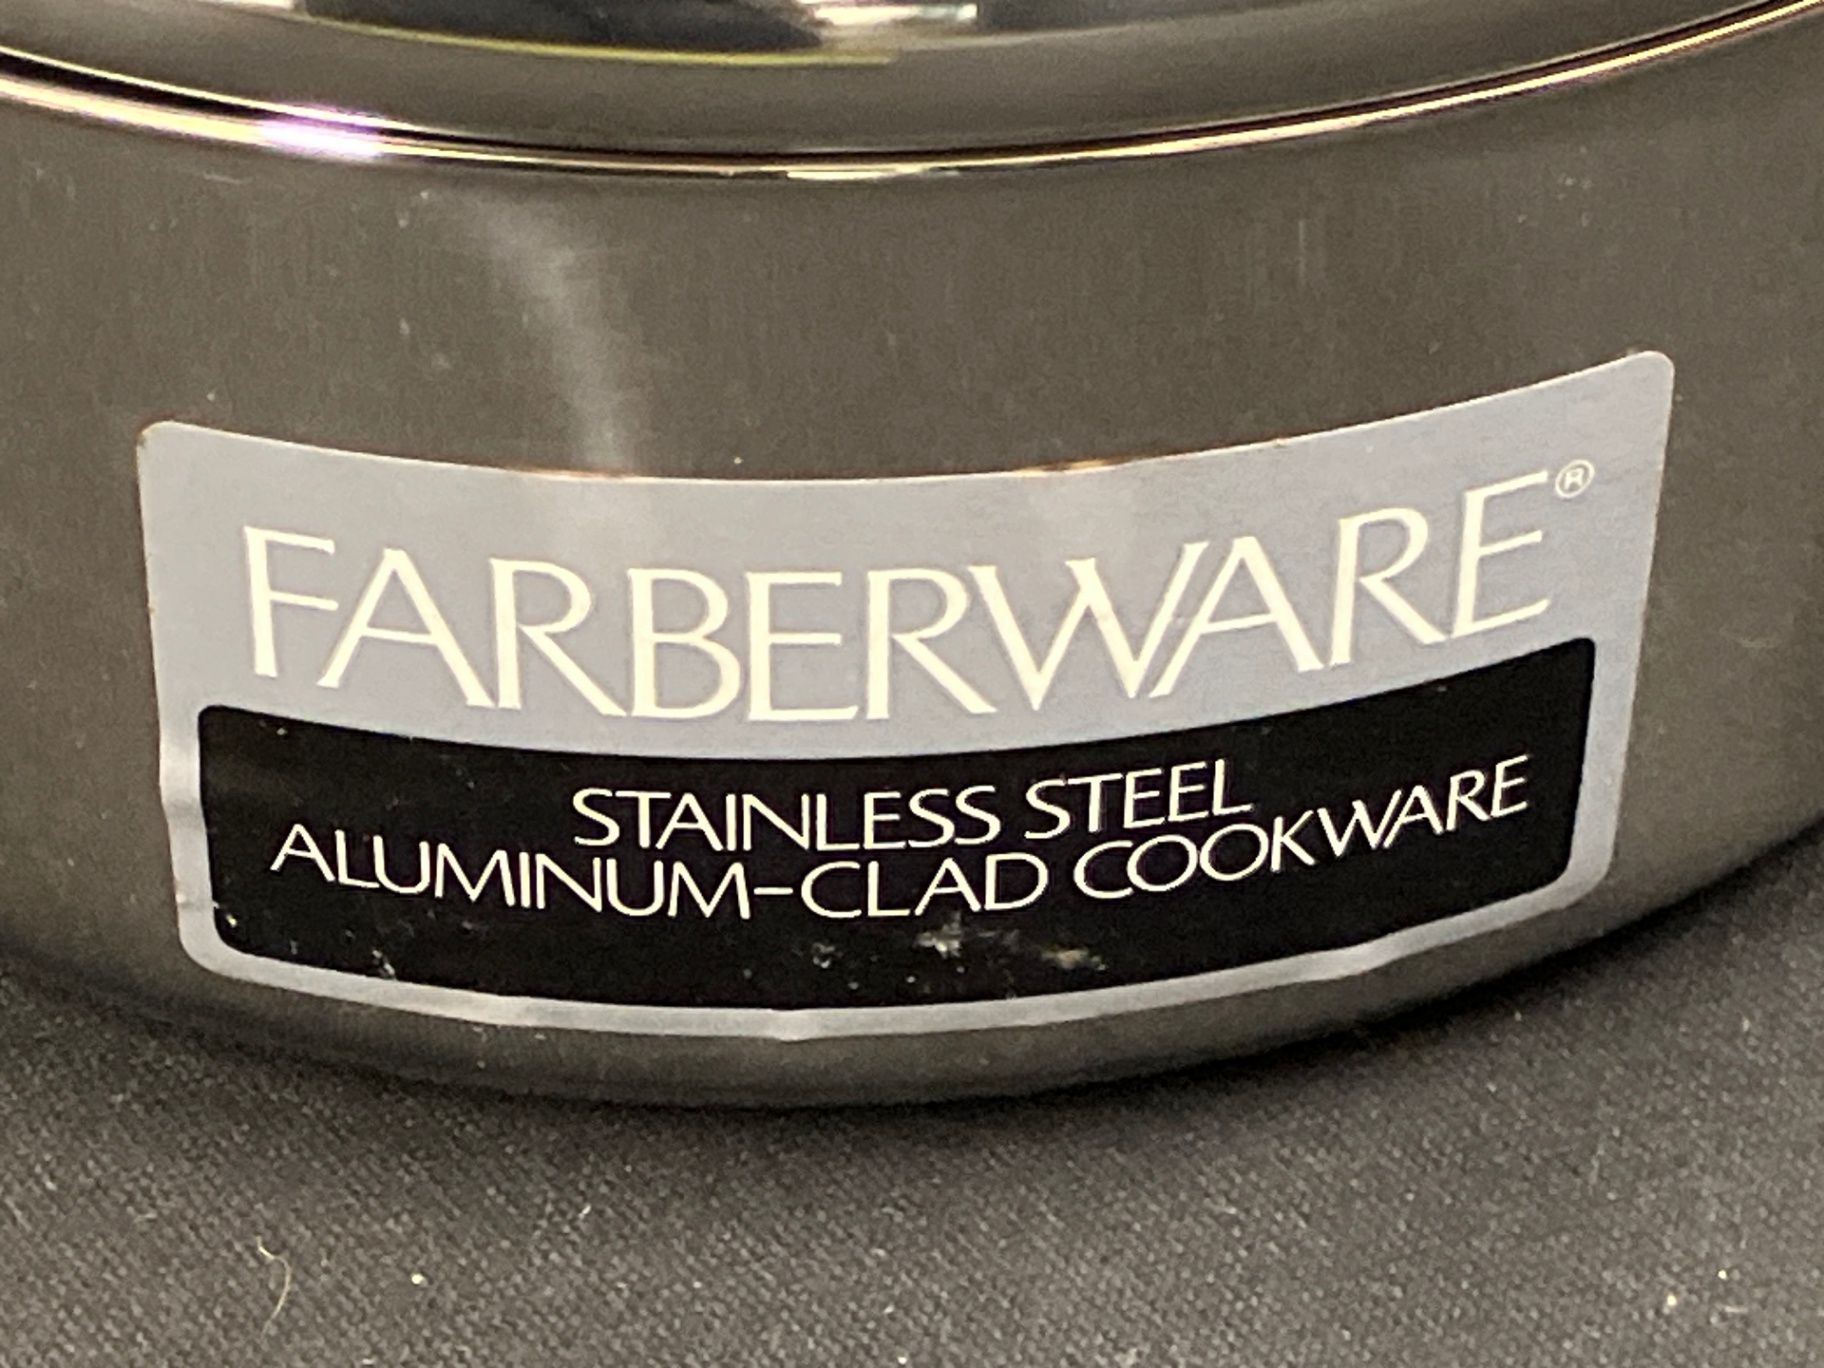 FARBERWARE®
STAINLESS STEEL
ALUMINUM-CLAD COOKWARE